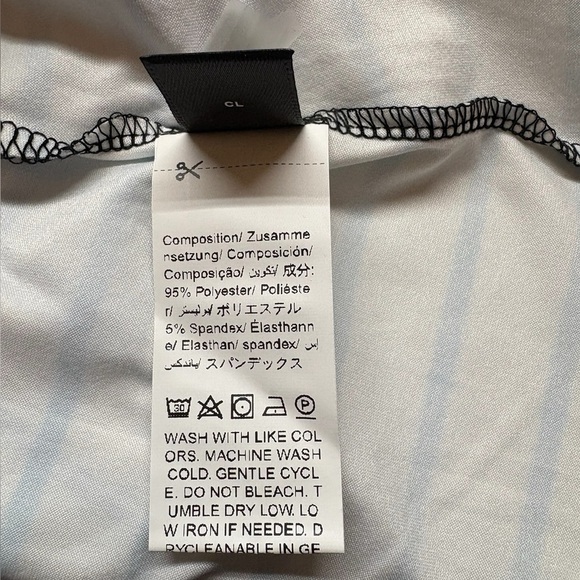 CL
Composition/ Zusamme
nsetzung/ Composición/
Composição/ تكوين/ 成分:
95% Polyester/ Poliéste
r/ بوليستر/ ポリエステル
5% Spandex/ Élasthann
e/ Elasthan/ spandex/ إس
باندكس/ スパンデックス
30 P
WASH WITH LIKE COL
ORS. MACHINE WASH
COLD. GENTLE CYCL
E. DO NOT BLEACH. T
UMBLE DRY LOW. LO
W IRON IF NEEDED. D
RYCLEANABLE IN GE